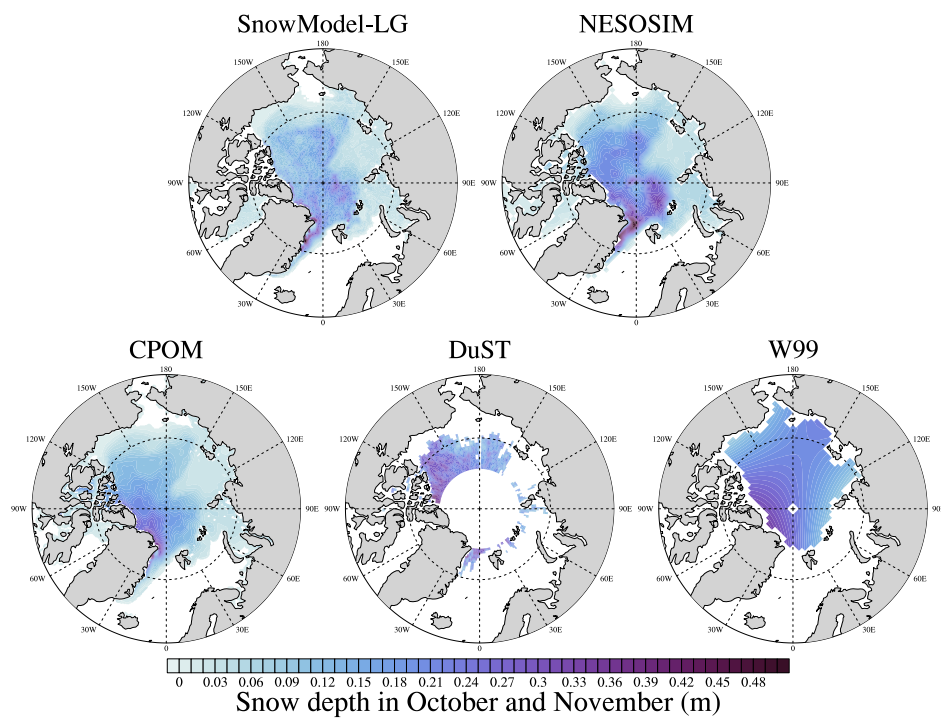 SnowModel-LG NESOSIM
180 180
150W 150E 150W 150E
120W 120E 120W 120E
90W 90E 90W 90E
60W 60E 60W 60E
30W 30E 30W 30E
0 0
CPOM DuST W99
180 180 180
150W 150E 150W 150E 150W 150E
120W 120E 120W 120E 120W 120E
90W 90E 90W 90E 90W 90
60W 60E 60W 60E 60W 60E
30W 30E 30W 30E 30W 30E
0 0 0
0 0.03 0.06 0.09 0.12 0.15 0.18 0.21 0.24 0.27 0.3 0.33 0.36 0.39 0.42 0.45 0.48
Snow depth in October and November (m)